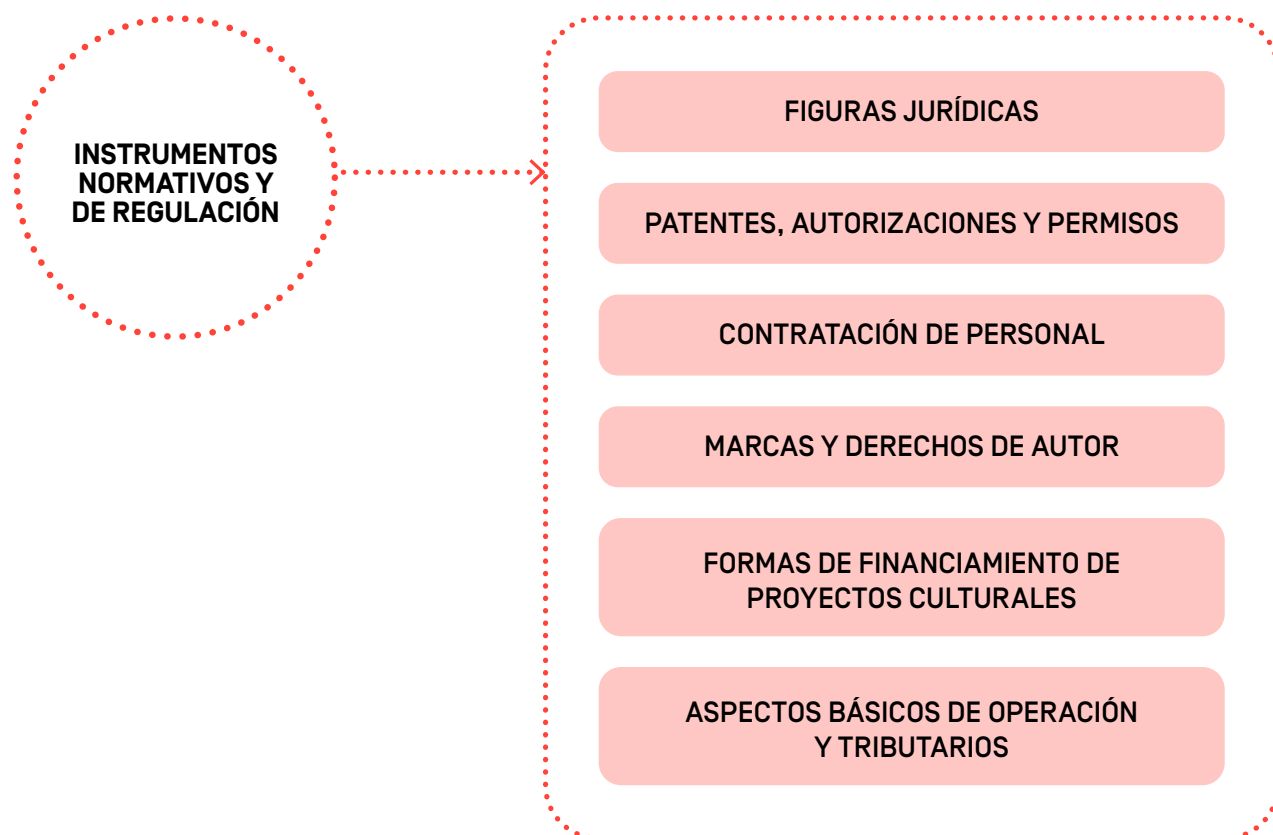 INSTRUMENTOS
NORMATIVOS Y
DE REGULACIÓN
FIGURAS JURÍDICAS
PATENTES, AUTORIZACIONES Y PERMISOS
CONTRATACIÓN DE PERSONAL
MARCAS Y DERECHOS DE AUTOR
FORMAS DE FINANCIAMIENTO DE
PROYECTOS CULTURALES
ASPECTOS BÁSICOS DE OPERACIÓN
Y TRIBUTARIOS